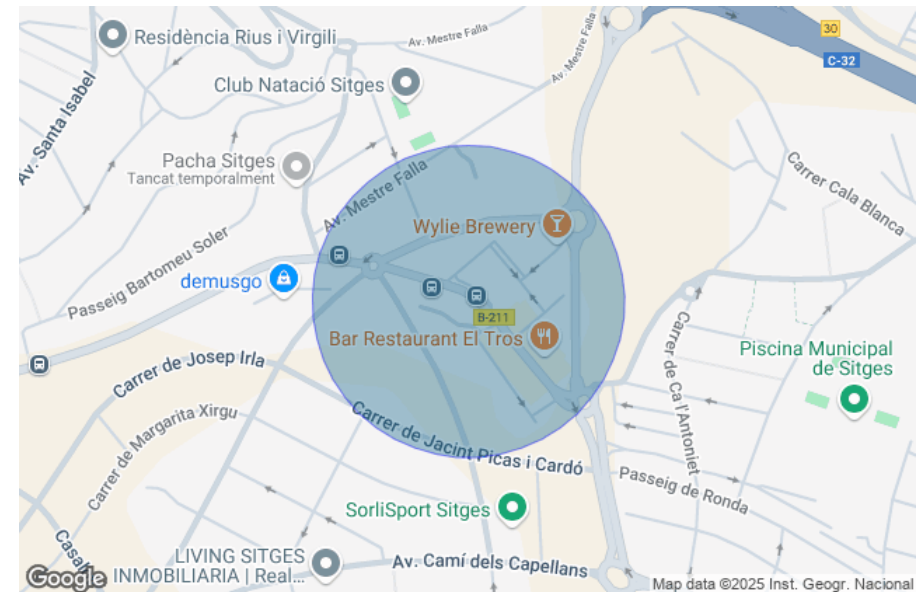 Residència Rius i Virgili
Av. Mestre Falla
30
C-32
Club Natació Sitges
Av. Mestre Falla
Av. Santa Isabel
Pacha Sitges
Tancat temporalment
Av. Mestre Falla
Carrer Cala Blanca
Wylie Brewery
Passeig Bartomeu Soler
demusgo
B-211
Bar Restaurant El Tros
Carrer de Josep Irla
Carrer de Ca l'Antoniet
Piscina Municipal
de Sitges
Carrer de Margarita Xirgu
Carrer de Jacint Picas i Cardó
Passeig de Ronda
SorliSport Sitges
LIVING SITGES
INMOBILIARIA | Real...
Av. Camí dels Capellans
Google
Map data ©2025 Inst. Geogr. Nacional